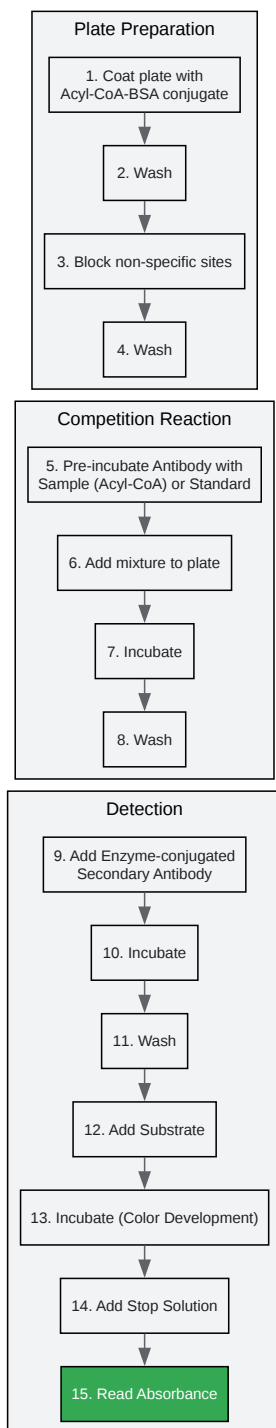 Plate Preparation
1. Coat plate with
Acyl-CoA-BSA conjugate
2. Wash
3. Block non-specific sites
4. Wash
Competition Reaction
5. Pre-incubate Antibody with
Sample (Acyl-CoA) or Standard
6. Add mixture to plate
7. Incubate
8. Wash
Detection
9. Add Enzyme-conjugated
Secondary Antibody
10. Incubate
11. Wash
12. Add Substrate
13. Incubate (Color Development)
14. Add Stop Solution
15. Read Absorbance